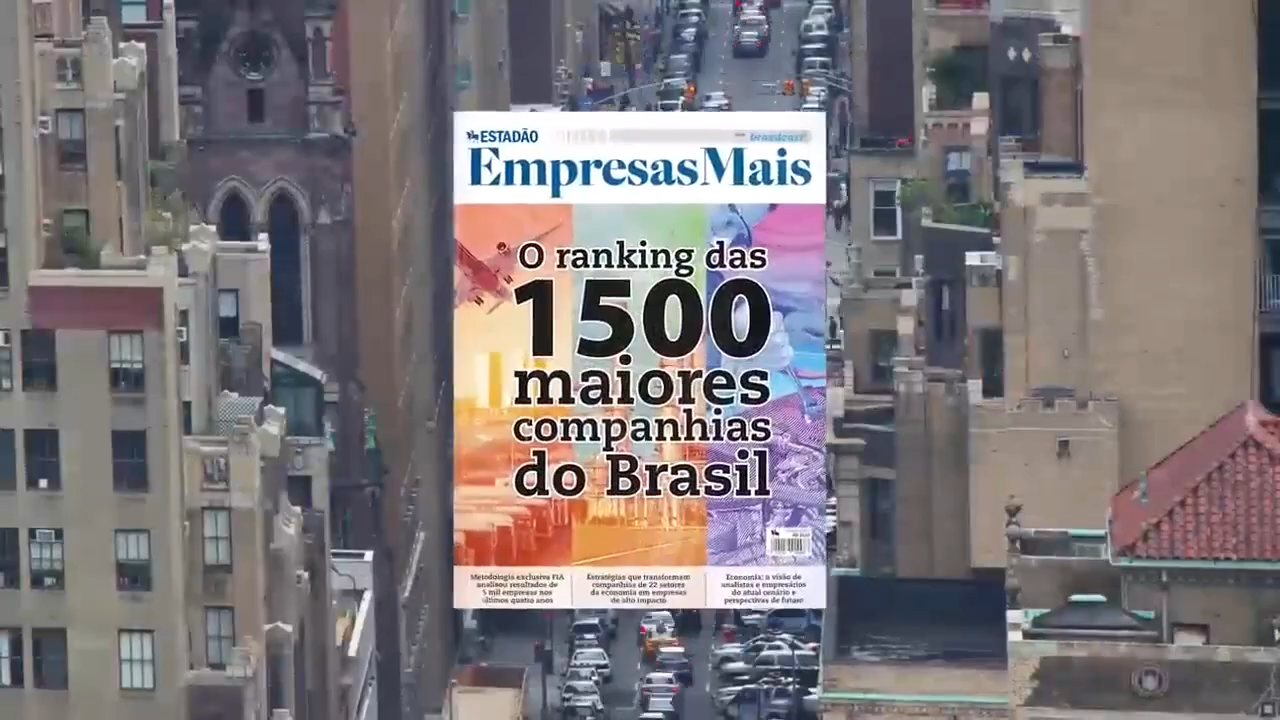 ESTADÃO
broadcast
EmpresasMais
O ranking das
1500
maiores
companhias
do Brasil
Metodologia exclusiva FIA
analisou resultados de
5 mil empresas nos
últimos quatro anos
Estratégias que transformam
companhias de 22 setores
da economia em empresas
de alto impacto
Economia: a visão de
analistas e empresários
do atual cenário e
perspectivas de futuro